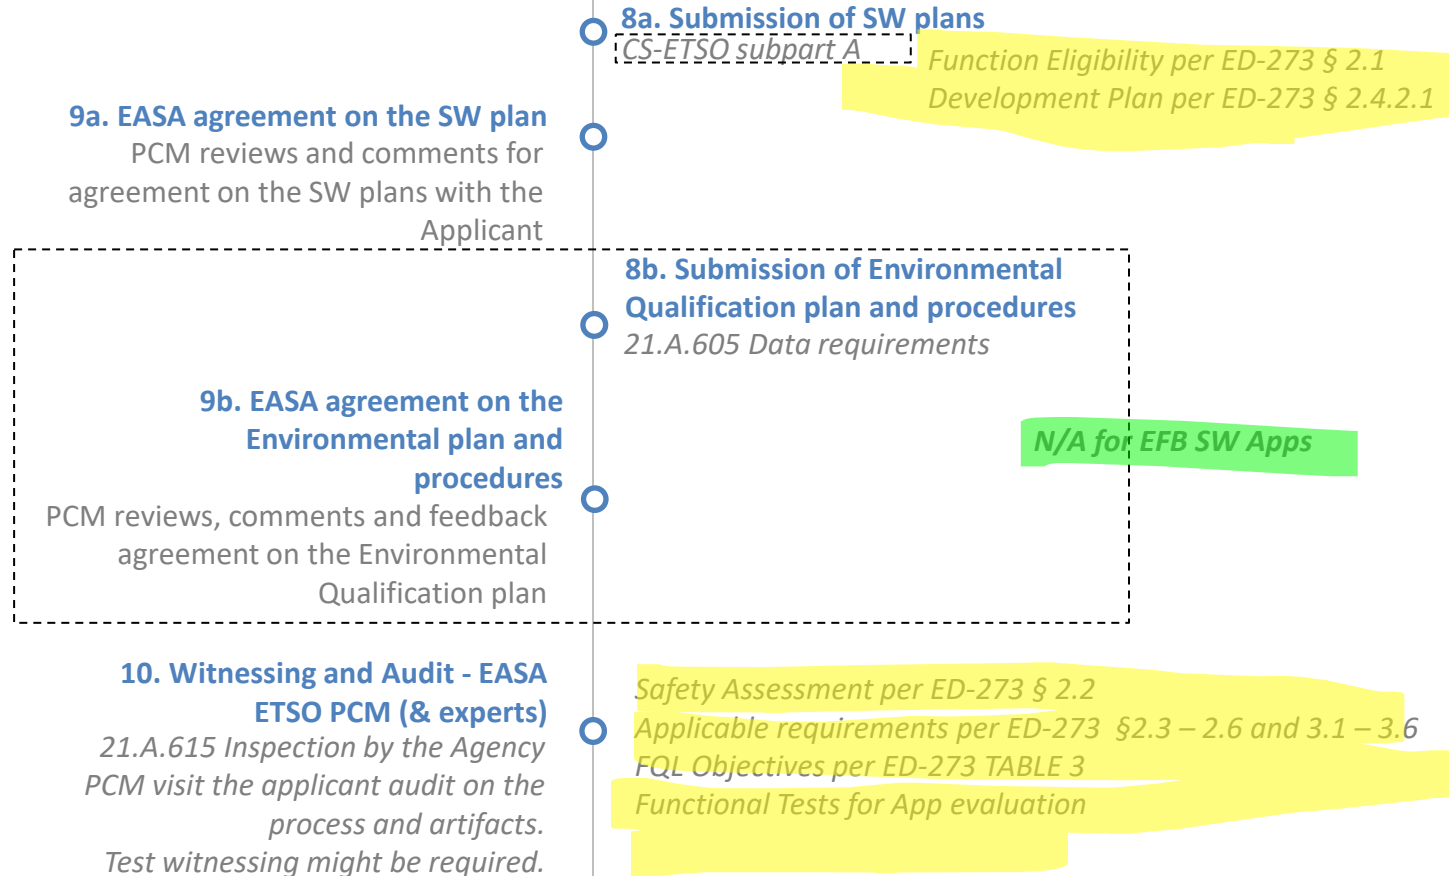 8a. Submission of SW plans
CS-ETSO subpart A
Function Eligibility per ED-273 § 2.1
Development Plan per ED-273 § 2.4.2.1
9a. EASA agreement on the SW plan
PCM reviews and comments for
agreement on the SW plans with the
Applicant
8b. Submission of Environmental
Qualification plan and procedures
21.A.605 Data requirements
9b. EASA agreement on the
Environmental plan and
procedures
PCM reviews, comments and feedback
agreement on the Environmental
Qualification plan
N/A for EFB SW Apps
10. Witnessing and Audit - EASA
ETSO PCM (& experts)
21.A.615 Inspection by the Agency
PCM visit the applicant audit on the
process and artifacts.
Test witnessing might be required.
Safety Assessment per ED-273 § 2.2
Applicable requirements per ED-273 §2.3 – 2.6 and 3.1 – 3.6
FQL Objectives per ED-273 TABLE 3
Functional Tests for App evaluation